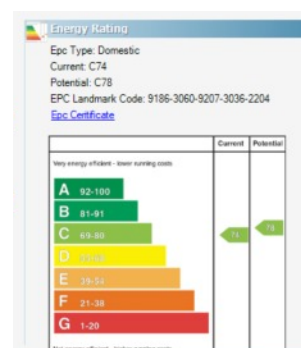 Energy Rating
Epc Type: Domestic
Current: C74
Potential: C78
EPC Landmark Code: 9186-3060-9207-3036-2204
Epc Certificate
Current Potential
Very energy efficient - lower running costs
A 92-100
B 81-91
C 69-80
74 78
D
E 39-54
F 21-38
G 1-20